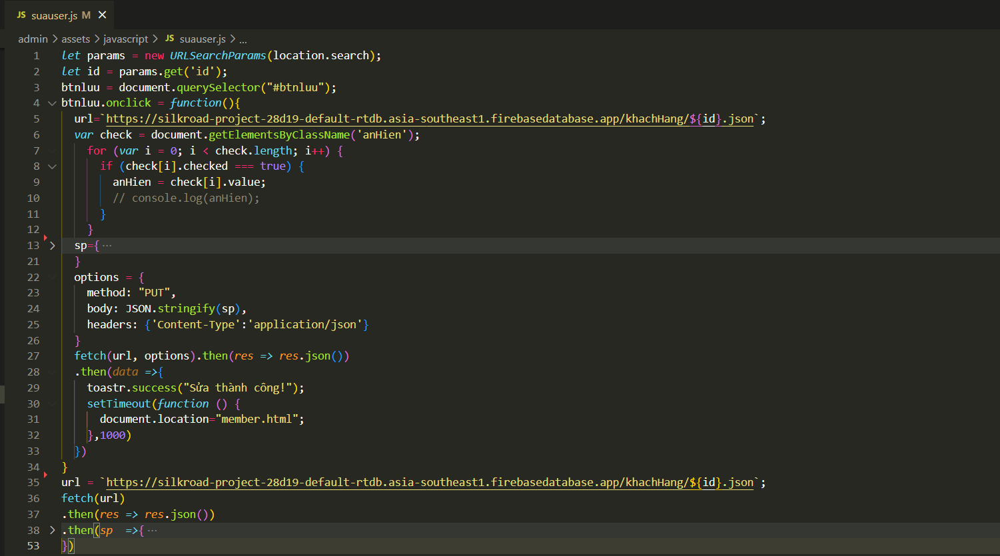 JS suauser.js M ×
admin > assets > javascript > JS suauser.js > ...
1 let params = new URLSearchParams(location.search);
2 let id = params.get('id');
3 btnluu = document.querySelector("#btnluu");
4 btnluu.onclick = function(){
5 url=`https://silkroad-project-28d19-default-rtdb.asia-southeast1.firebasedatabase.app/khachHang/${id}.json`;
6 var check = document.getElementsByClassName('anHien');
7 for (var i = 0; i < check.length; i++) {
8 if (check[i].checked === true) {
9 anHien = check[i].value;
10 // console.log(anHien);
11 }
12 }
13 sp={ ...
21 }
22 options = {
23 method: "PUT",
24 body: JSON.stringify(sp),
25 headers: {'Content-Type':'application/json'}
26 }
27 fetch(url, options).then(res => res.json())
28 .then(data =>{
29 toastr.success("Sửa thành công!");
30 setTimeout(function () {
31 document.location="member.html";
32 },1000)
33 })
34 }
35 url = `https://silkroad-project-28d19-default-rtdb.asia-southeast1.firebasedatabase.app/khachHang/${id}.json`;
36 fetch(url)
37 .then(res => res.json())
38 .then(sp  =>{ ...
53 })